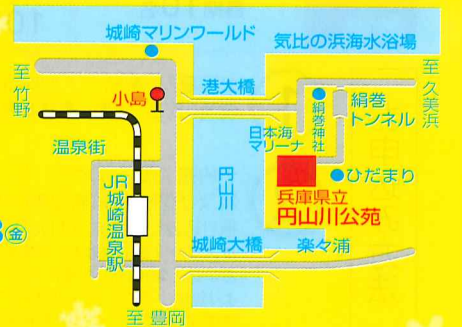 城崎マリンワールド
気比の浜海水浴場
至竹野
小島
港大橋
至久美浜
絹巻神社
絹巻
トンネル
日本海
マリーナ
温泉街
円山川
ひだまり
JR城崎温泉駅
兵庫県立
円山川公苑
㊎
城崎大橋
楽々浦
至 豊岡